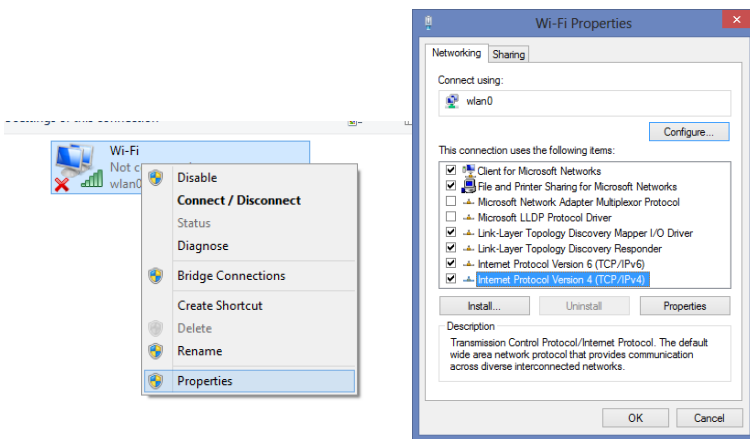 Wi-Fi
Not c
wlan0
Disable
Connect / Disconnect
Status
Diagnose
Bridge Connections
Create Shortcut
Delete
Rename
Properties
Wi-Fi Properties
Networking Sharing
Connect using:
wlan0
Configure...
This connection uses the following items:
Client for Microsoft Networks
File and Printer Sharing for Microsoft Networks
Microsoft Network Adapter Multiplexor Protocol
Microsoft LLDP Protocol Driver
Link-Layer Topology Discovery Mapper I/O Driver
Link-Layer Topology Discovery Responder
Internet Protocol Version 6 (TCP/IPv6)
Internet Protocol Version 4 (TCP/IPv4)
Install... Uninstall Properties
Description
Transmission Control Protocol/Internet Protocol. The default
wide area network protocol that provides communication
across diverse interconnected networks.
OK Cancel